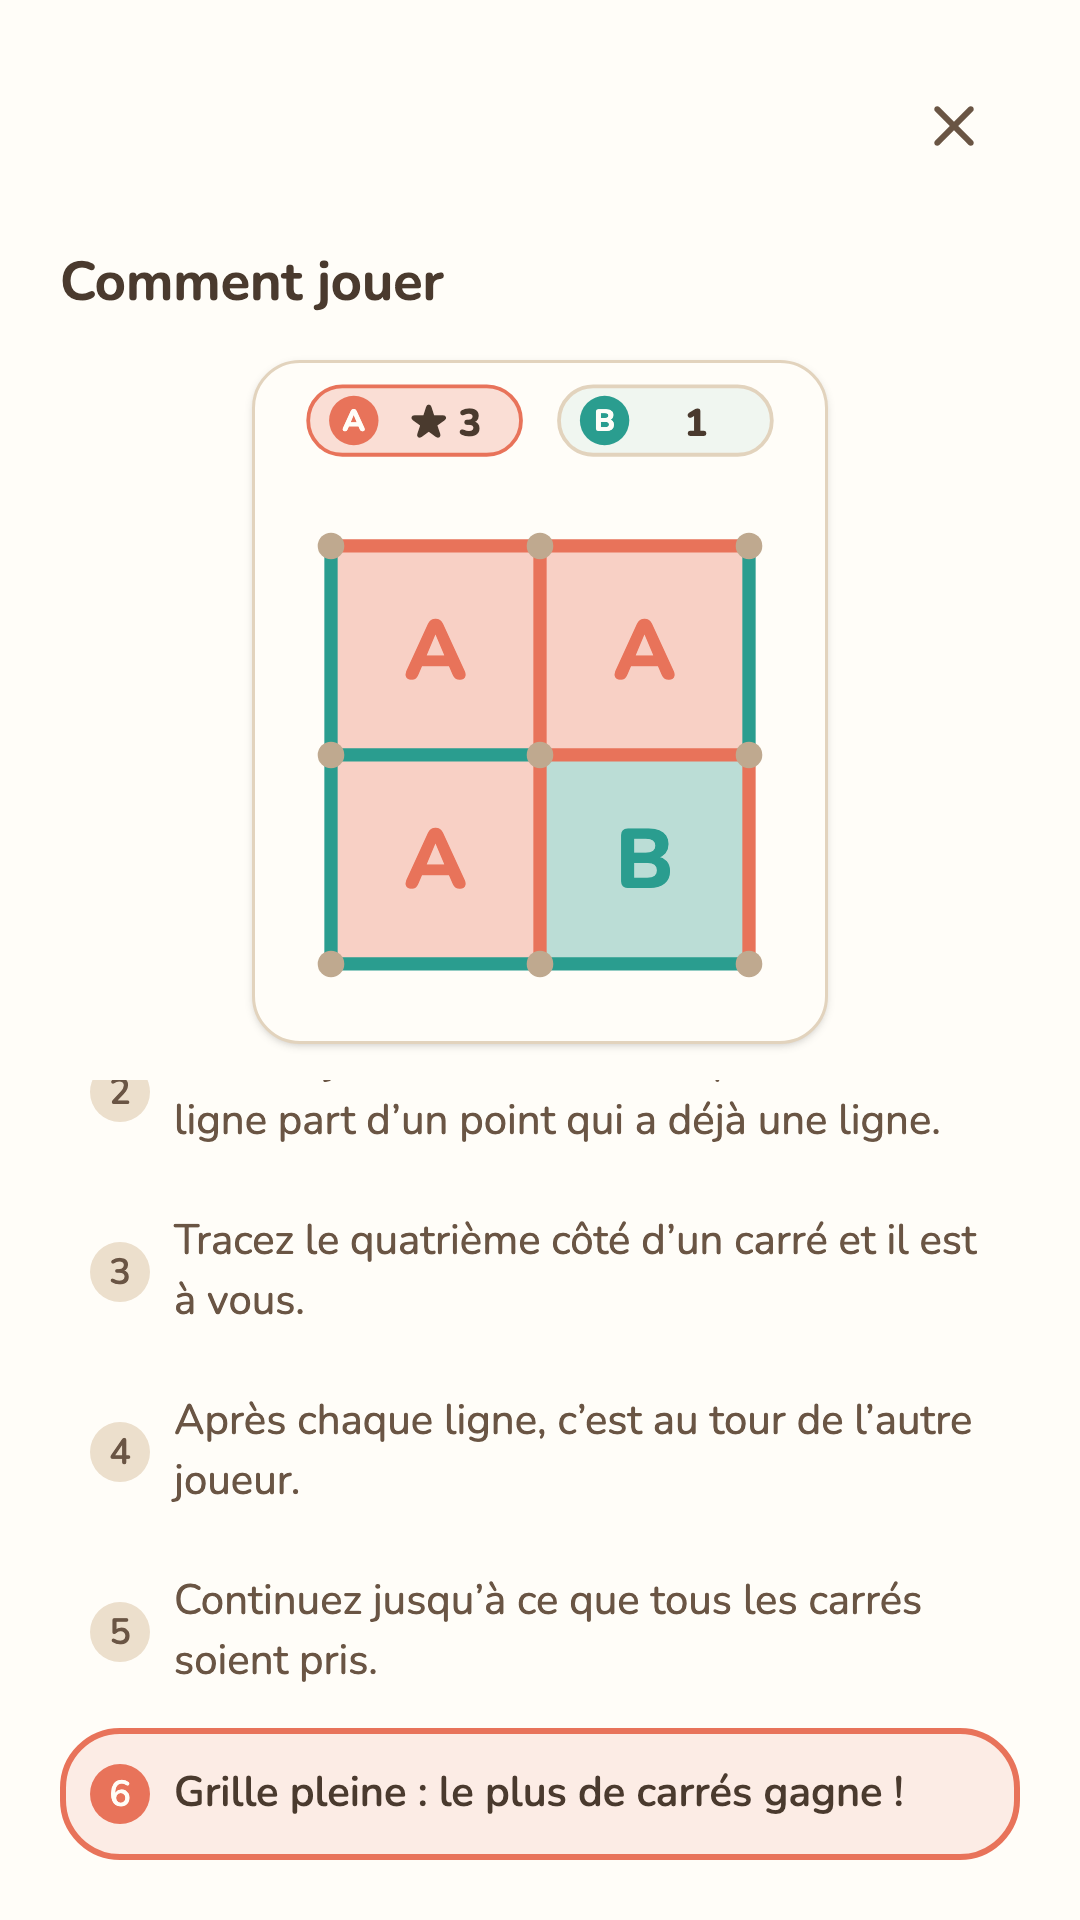 Comment jouer
A ★ 3 B 1
A A
A B
2
ligne part d’un point qui a déjà une ligne.
3 Tracez le quatrième côté d’un carré et il est
à vous.
4 Après chaque ligne, c’est au tour de l’autre
joueur.
5 Continuez jusqu’à ce que tous les carrés
soient pris.
6 Grille pleine : le plus de carrés gagne !